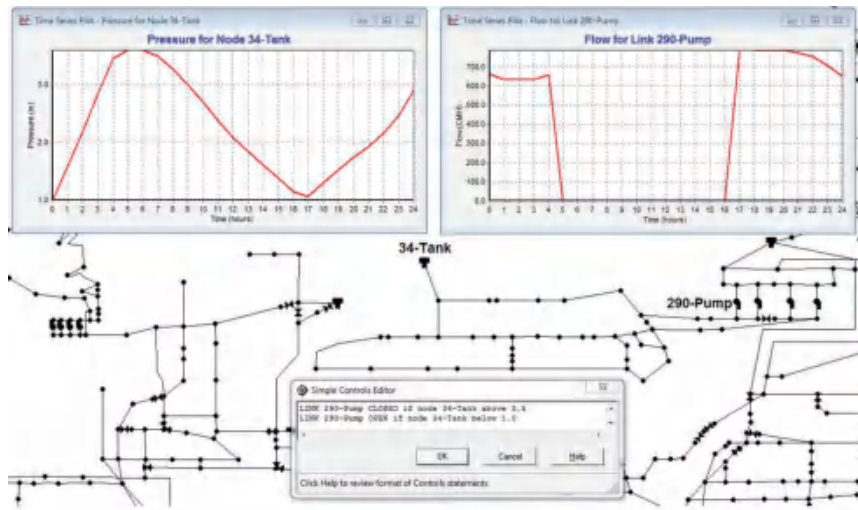 Time Series Plot - Pressure for Node 34-Tank
Pressure for Node 34-Tank
Pressure (m)
3.0
2.0
1.0
0 1 2 3 4 5 6 7 8 9 10 11 12 13 14 15 16 17 18 19 20 21 22 23 24
Time (hours)
Time Series Plot - Flow for Link 290-Pump
Flow for Link 290-Pump
Flow (CMH)
700.0
600.0
500.0
400.0
300.0
200.0
100.0
0.0
0 1 2 3 4 5 6 7 8 9 10 11 12 13 14 15 16 17 18 19 20 21 22 23 24
Time (hours)
34-Tank
290-Pump
Simple Controls Editor
LINK 290-Pump CLOSED if node 34-Tank above 3.5
LINK 290-Pump OPEN if node 34-Tank below 1.0
OK
Cancel
Help
Click Help to review format of Controls statements